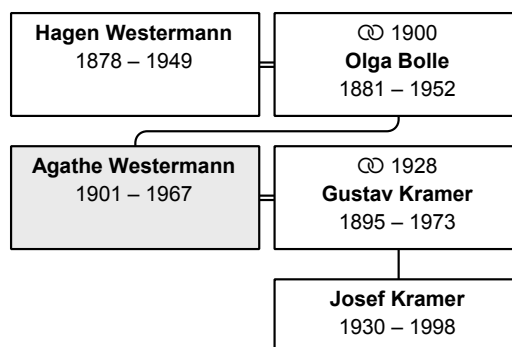 Hagen Westermann
1878 – 1949
⚭ 1900
Olga Bolle
1881 – 1952
Agathe Westermann
1901 – 1967
⚭ 1928
Gustav Kramer
1895 – 1973
Josef Kramer
1930 – 1998